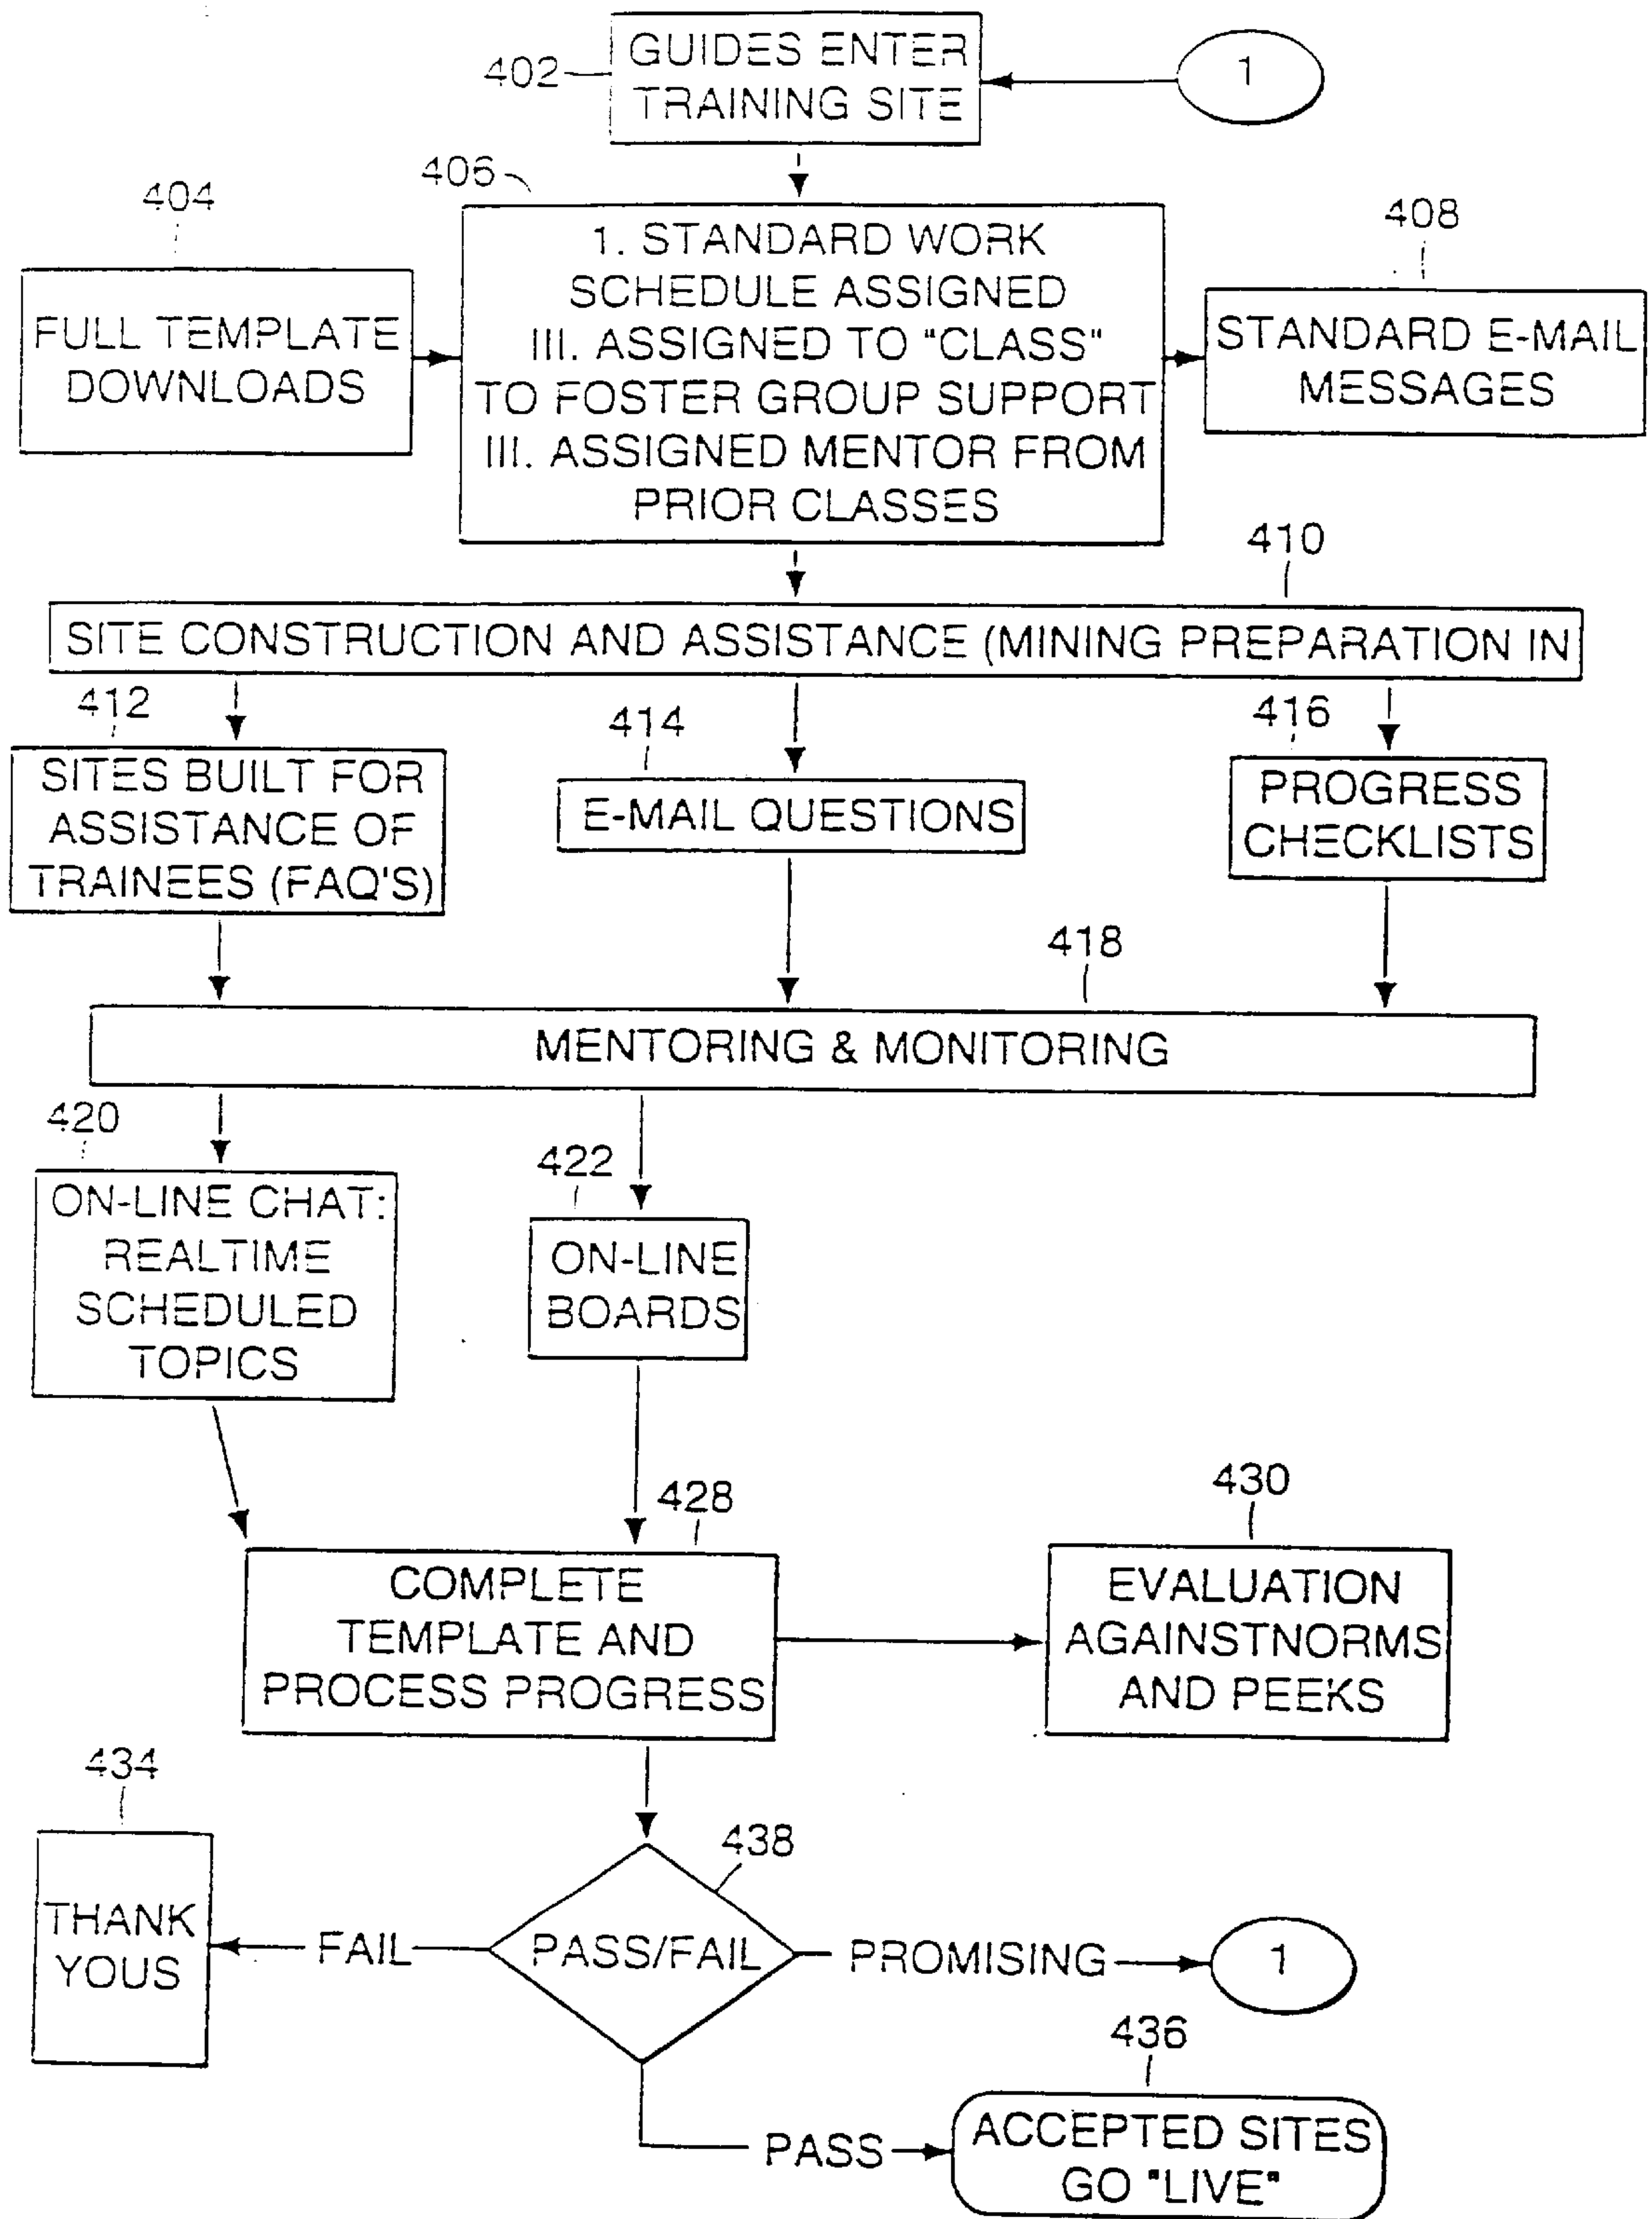 402
GUIDES ENTER
TRAINING SITE
1
404
406
408
FULL TEMPLATE
DOWNLOADS
1. STANDARD WORK
SCHEDULE ASSIGNED
III. ASSIGNED TO "CLASS"
TO FOSTER GROUP SUPPORT
III. ASSIGNED MENTOR FROM
PRIOR CLASSES
STANDARD E-MAIL
MESSAGES
410
SITE CONSTRUCTION AND ASSISTANCE (MINING PREPARATION IN
412
414
416
SITES BUILT FOR
ASSISTANCE OF
TRAINEES (FAQ'S)
E-MAIL QUESTIONS
PROGRESS
CHECKLISTS
418
MENTORING & MONITORING
420
422
ON-LINE CHAT:
REALTIME
SCHEDULED
TOPICS
ON-LINE
BOARDS
428
430
COMPLETE
TEMPLATE AND
PROCESS PROGRESS
EVALUATION
AGAINSTNORMS
AND PEEKS
434
438
THANK
YOUS
FAIL
PASS/FAIL
PROMISING
1
436
PASS
ACCEPTED SITES
GO "LIVE"